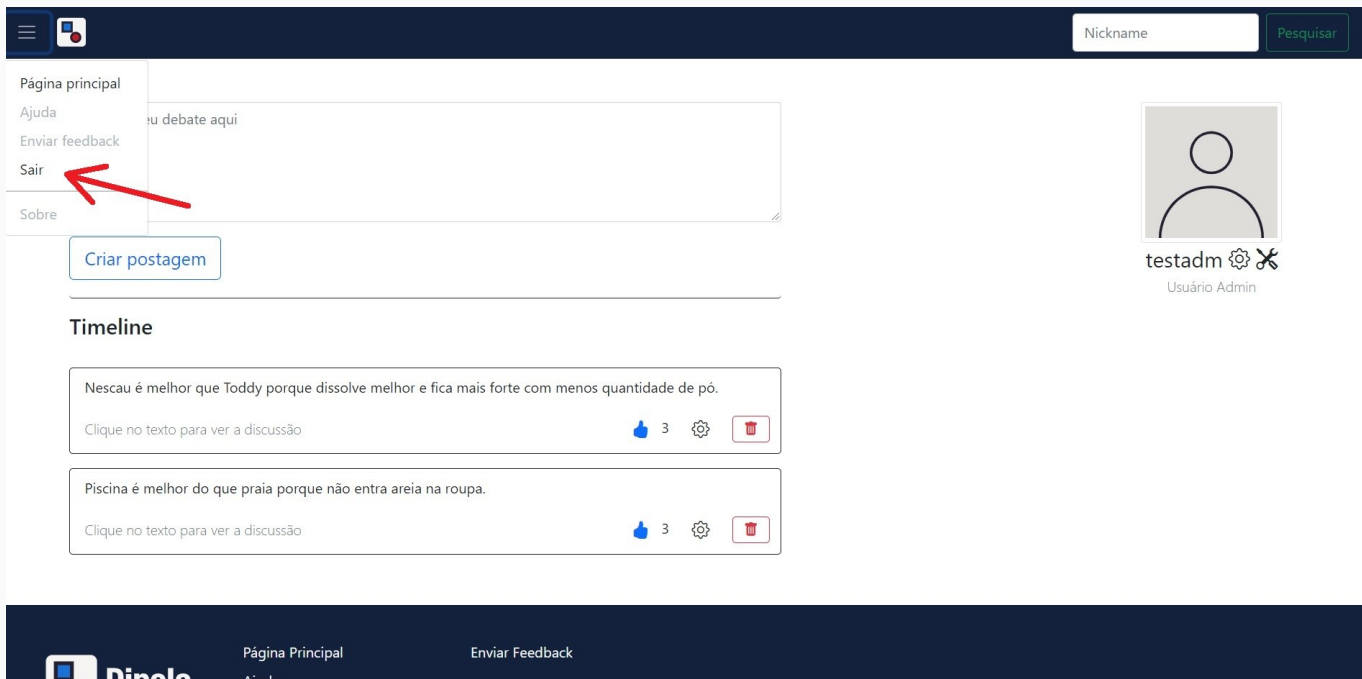 Nickname
Pesquisar
Página principal
Ajuda
Enviar feedback
Sair
Sobre
eu debate aqui
Criar postagem
testadm
Usuário Admin
Timeline
Nescau é melhor que Toddy porque dissolve melhor e fica mais forte com menos quantidade de pó.
Clique no texto para ver a discussão
3
Piscina é melhor do que praia porque não entra areia na roupa.
Clique no texto para ver a discussão
3
Página Principal
Enviar Feedback